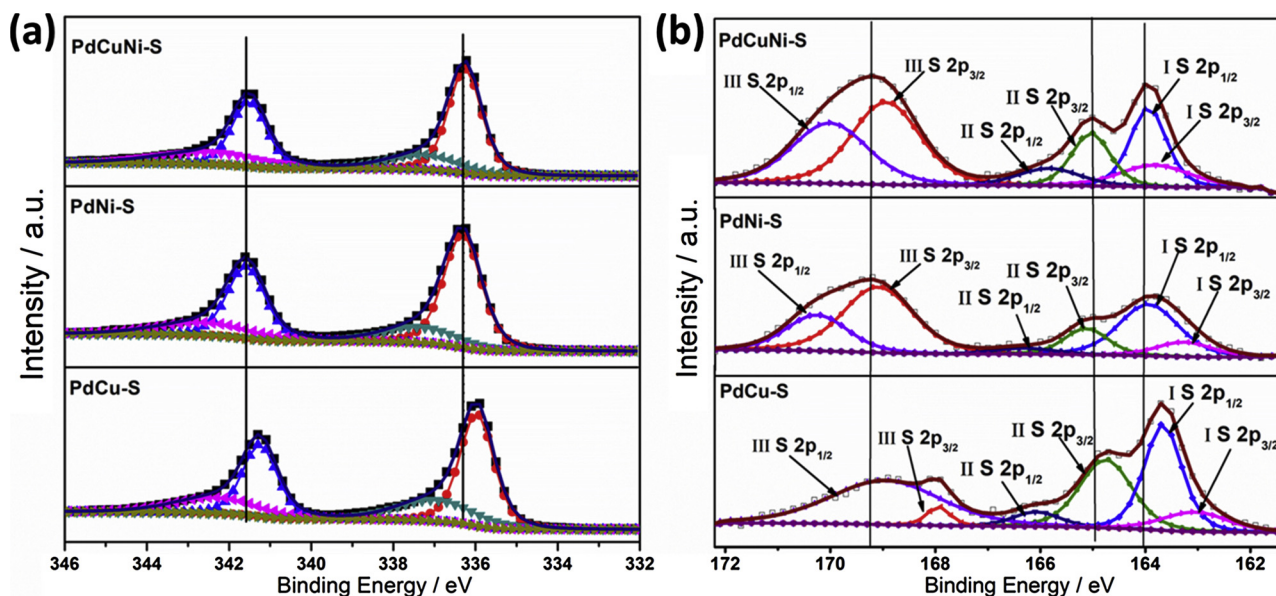 (a)
PdCuNi-S
PdNi-S
PdCu-S
Intensity / a.u.
346 344 342 340 338 336 334 332
Binding Energy / eV
(b)
PdCuNi-S
III S 2p1/2
III S 2p3/2
II S 2p3/2
II S 2p1/2
I S 2p1/2
I S 2p3/2
PdNi-S
III S 2p1/2
III S 2p3/2
II S 2p3/2
II S 2p1/2
I S 2p1/2
I S 2p3/2
PdCu-S
III S 2p1/2
III S 2p3/2
II S 2p3/2
II S 2p1/2
I S 2p1/2
I S 2p3/2
Intensity / a.u.
172 170 168 166 164 162
Binding Energy / eV